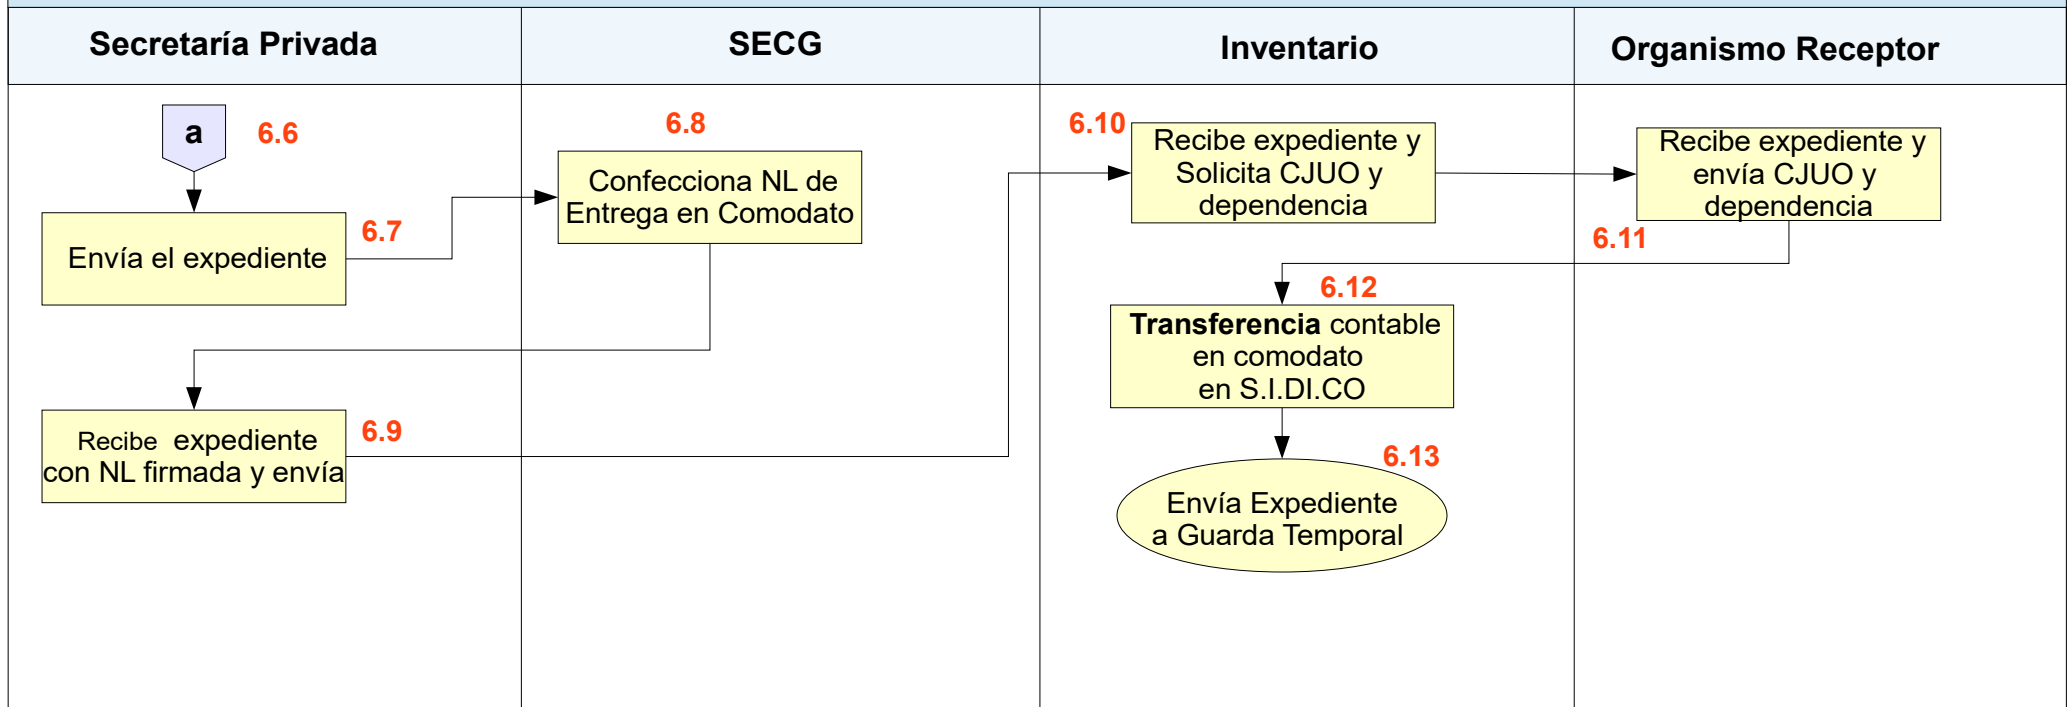 Secretaría Privada
SECG
Inventario
Organismo Receptor
a
6.6
Envía el expediente
6.7
6.8
Confecciona NL de
Entrega en Comodato
Recibe expediente
con NL firmada y envía
6.9
6.10
Recibe expediente y
Solicita CJUO y
dependencia
Recibe expediente y
envía CJUO y
dependencia
6.11
6.12
Transferencia contable
en comodato
en S.I.DI.CO
6.13
Envía Expediente
a Guarda Temporal